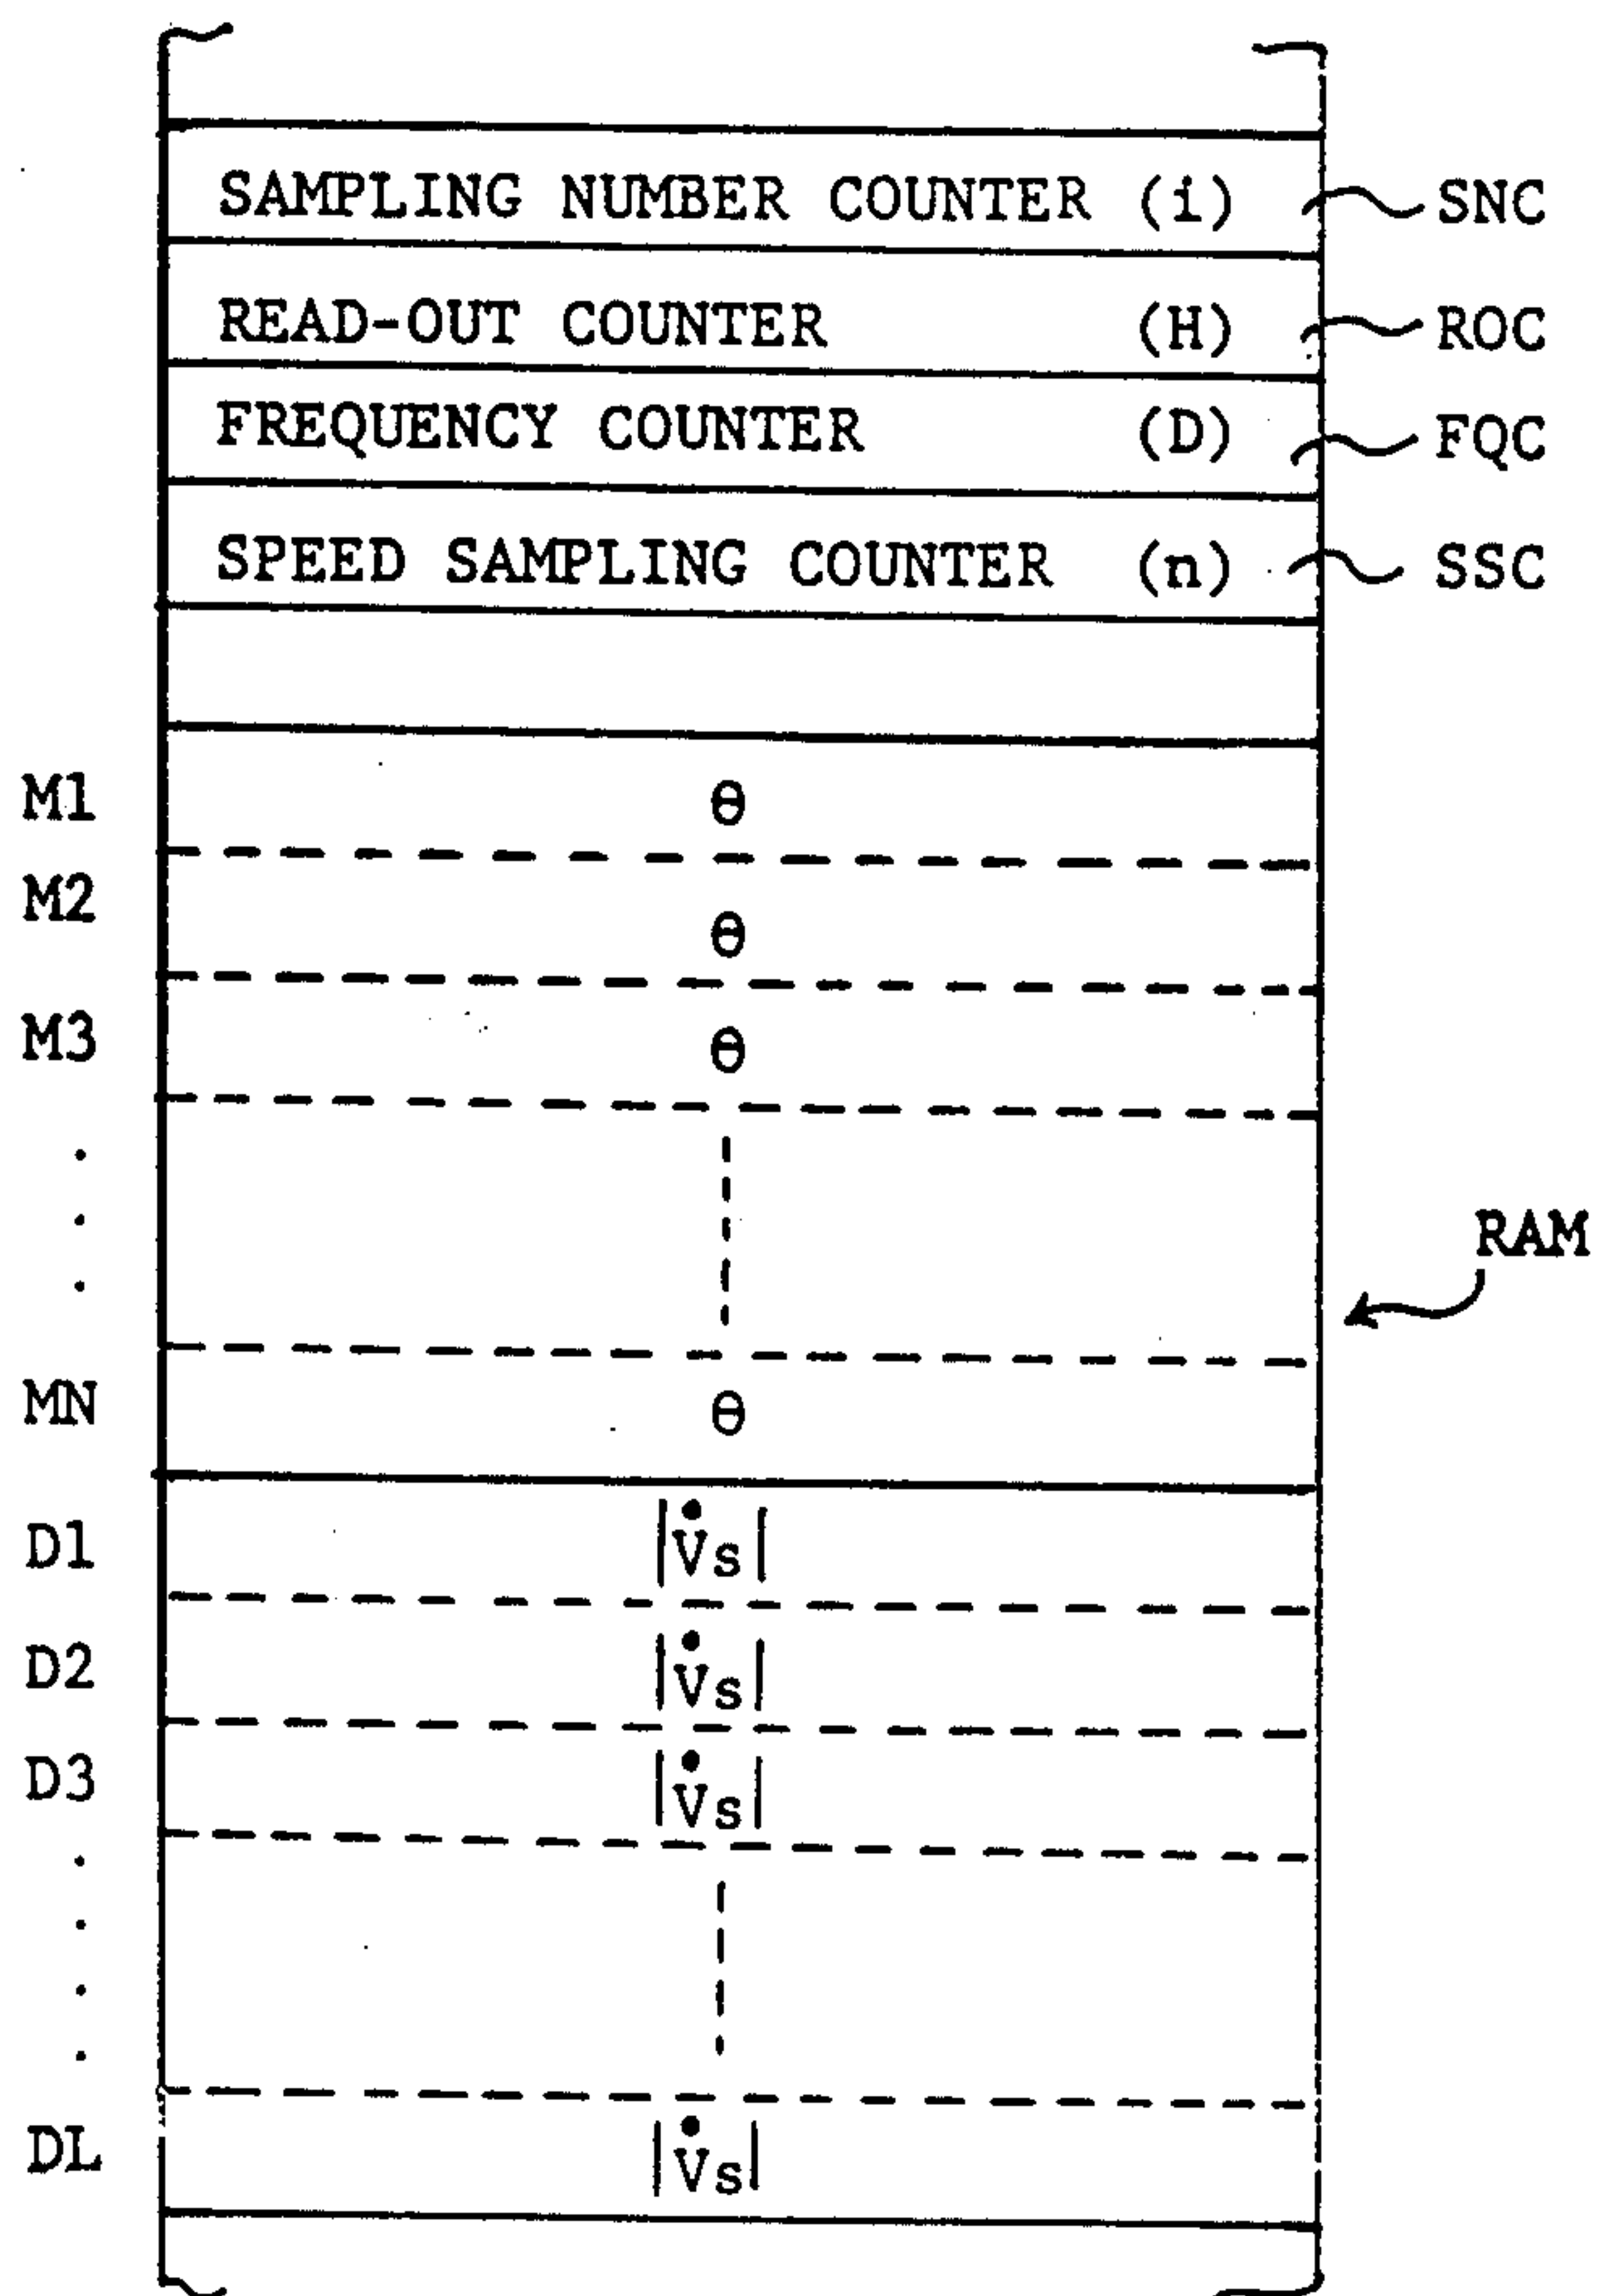 SAMPLING NUMBER COUNTER (i) SNC
READ-OUT COUNTER (H) ROC
FREQUENCY COUNTER (D) FQC
SPEED SAMPLING COUNTER (n) SSC
M1 θ
M2 θ
M3 θ
RAM
MN θ
D1 |V̇s|
D2 |V̇s|
D3 |V̇s|
DL |V̇s|